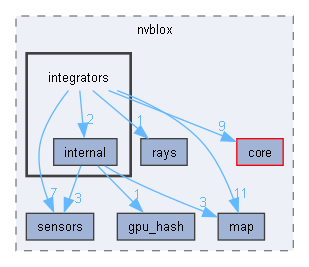 nvblox
integrators
2
1
9
internal
rays
core
7
3
1
3
11
sensors
gpu_hash
map